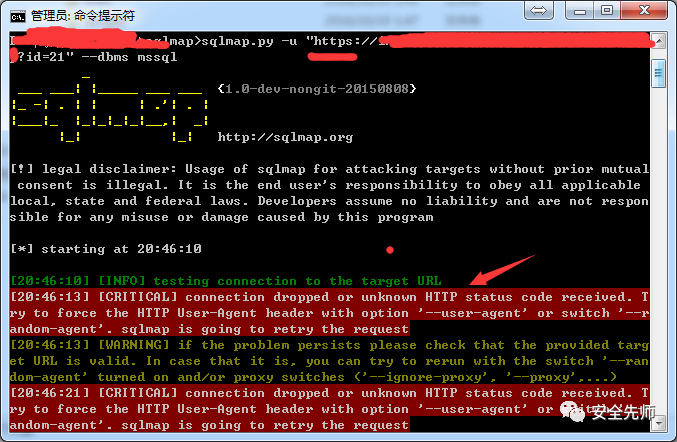 管理员: 命令提示符
sqlmap>sqlmap.py -u "https://
?id=21" --dbms mssql
{1.0-dev-nongit-20150808}
http://sqlmap.org
[!] legal disclaimer: Usage of sqlmap for attacking targets without prior mutual
consent is illegal. It is the end user's responsibility to obey all applicable
local, state and federal laws. Developers assume no liability and are not respon
sible for any misuse or damage caused by this program
[*] starting at 20:46:10
[20:46:10] [INFO] testing connection to the target URL
[20:46:13] [CRITICAL] connection dropped or unknown HTTP status code received. T
ry to force the HTTP User-Agent header with option '--user-agent' or switch '--r
andom-agent'. sqlmap is going to retry the request
[20:46:13] [WARNING] if the problem persists please check that the provided targ
et URL is valid. In case that it is, you can try to rerun with the switch '--ran
dom-agent' turned on and/or proxy switches ('--ignore-proxy', '--proxy',...)
[20:46:21] [CRITICAL] connection dropped or unknown HTTP status code received. T
ry to force the HTTP User-Agent header with option '--user-agent' or switch '--r
andom-agent'. sqlmap is going to retry the request
安全先师